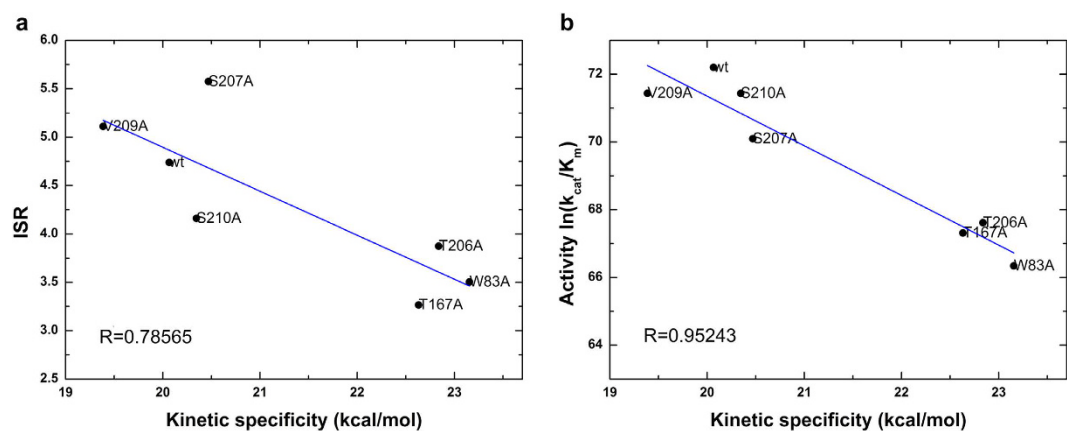 a
ISR
6.0
5.5
5.0
4.5
4.0
3.5
3.0
2.5
S207A
V209A
wt
S210A
T206A
W83A
T167A
R=0.78565
19 20 21 22 23
Kinetic specificity (kcal/mol)
b
Activity ln(kcat/Km)
72
70
68
66
64
wt
V209A
S210A
S207A
T206A
T167A
W83A
R=0.95243
19 20 21 22 23
Kinetic specificity (kcal/mol)